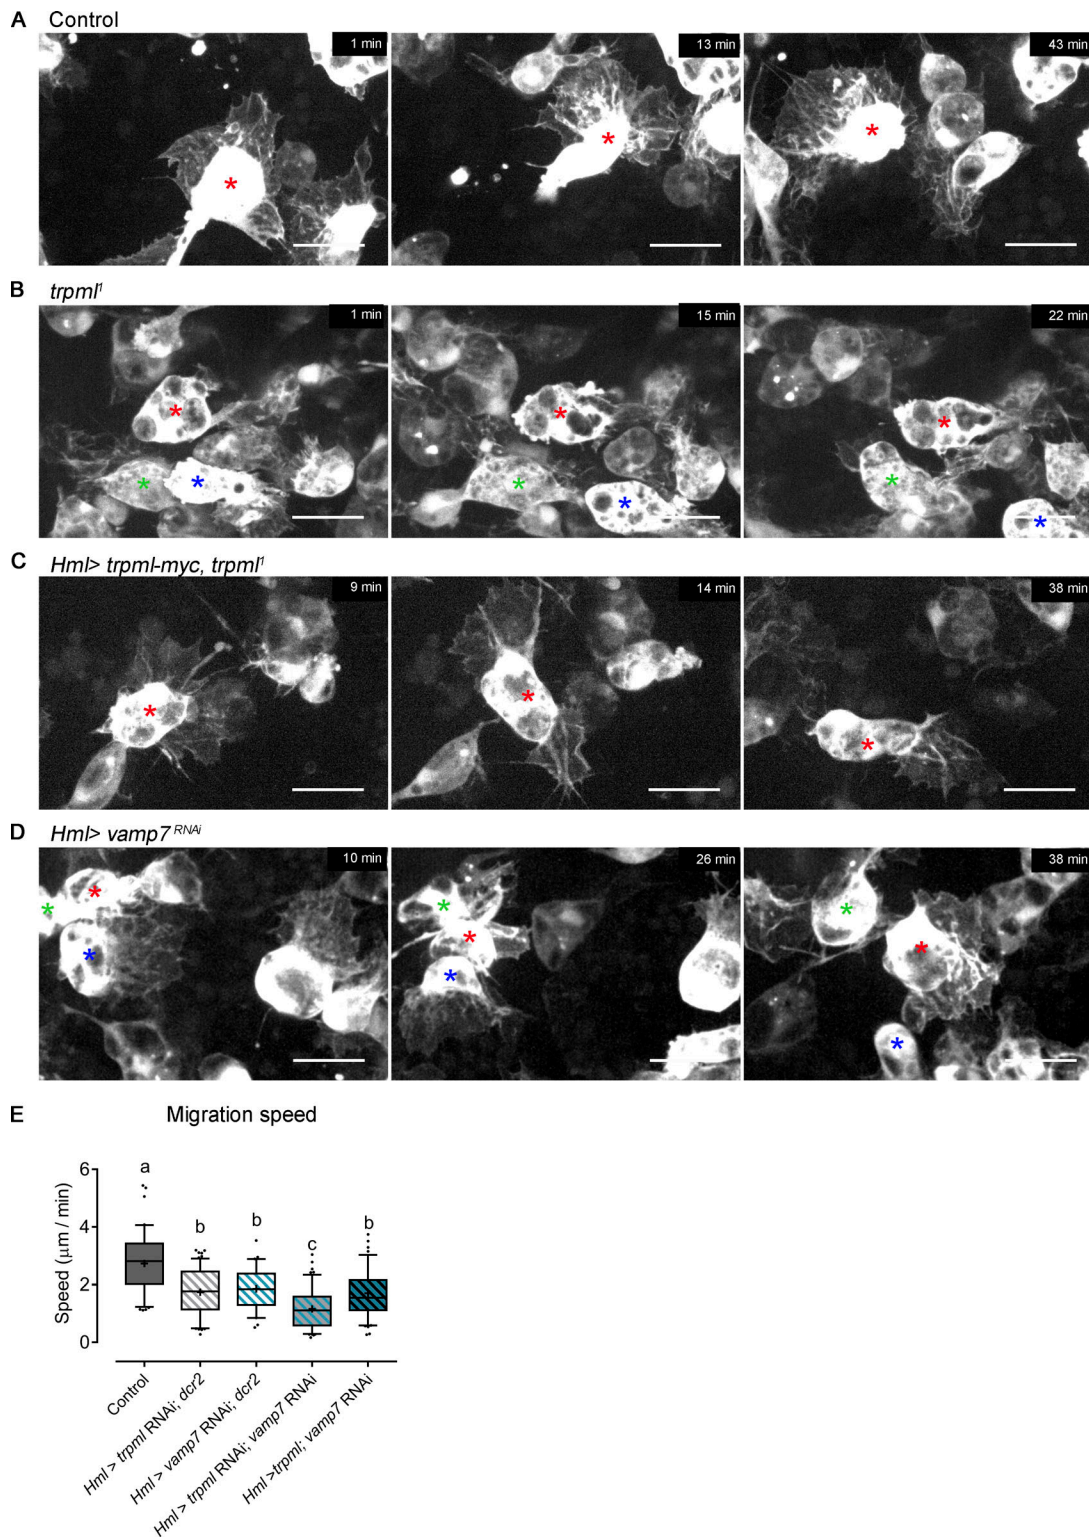 A Control
1 min 13 min 43 min
* * *
B trpml¹
1 min 15 min 22 min
* * *
* * *
* * *
C Hml> trpml-myc, trpml¹
9 min 14 min 38 min
* * *
D Hml> vamp7 RNAi
10 min 26 min 38 min
* * *
* * *
* * *
E Migration speed
Speed (μm / min)
6
4
2
0
a b b c b
Control
Hml > trpml RNAi; dcr2
Hml > vamp7 RNAi; dcr2
Hml > trpml RNAi; vamp7 RNAi
Hml >trpml; vamp7 RNAi